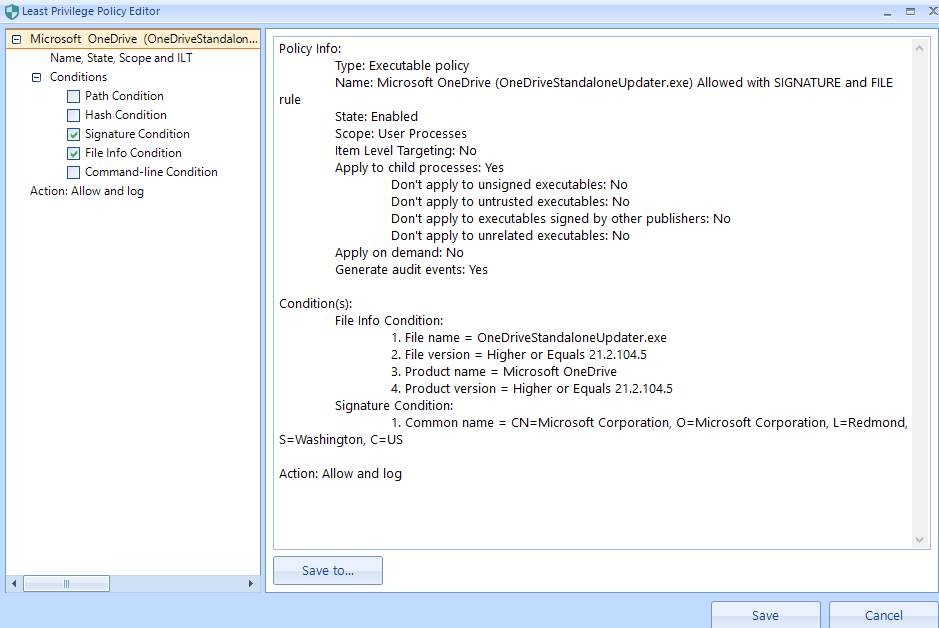 Least Privilege Policy Editor
Microsoft OneDrive (OneDriveStandalon...
Name, State, Scope and ILT
Conditions
Path Condition
Hash Condition
Signature Condition
File Info Condition
Command-line Condition
Action: Allow and log
Policy Info:
Type: Executable policy
Name: Microsoft OneDrive (OneDriveStandaloneUpdater.exe) Allowed with SIGNATURE and FILE
rule
State: Enabled
Scope: User Processes
Item Level Targeting: No
Apply to child processes: Yes
Don't apply to unsigned executables: No
Don't apply to untrusted executables: No
Don't apply to executables signed by other publishers: No
Don't apply to unrelated executables: No
Apply on demand: No
Generate audit events: Yes
Condition(s):
File Info Condition:
1. File name = OneDriveStandaloneUpdater.exe
2. File version = Higher or Equals 21.2.104.5
3. Product name = Microsoft OneDrive
4. Product version = Higher or Equals 21.2.104.5
Signature Condition:
1. Common name = CN=Microsoft Corporation, O=Microsoft Corporation, L=Redmond,
S=Washington, C=US
Action: Allow and log
Save to...
Save
Cancel